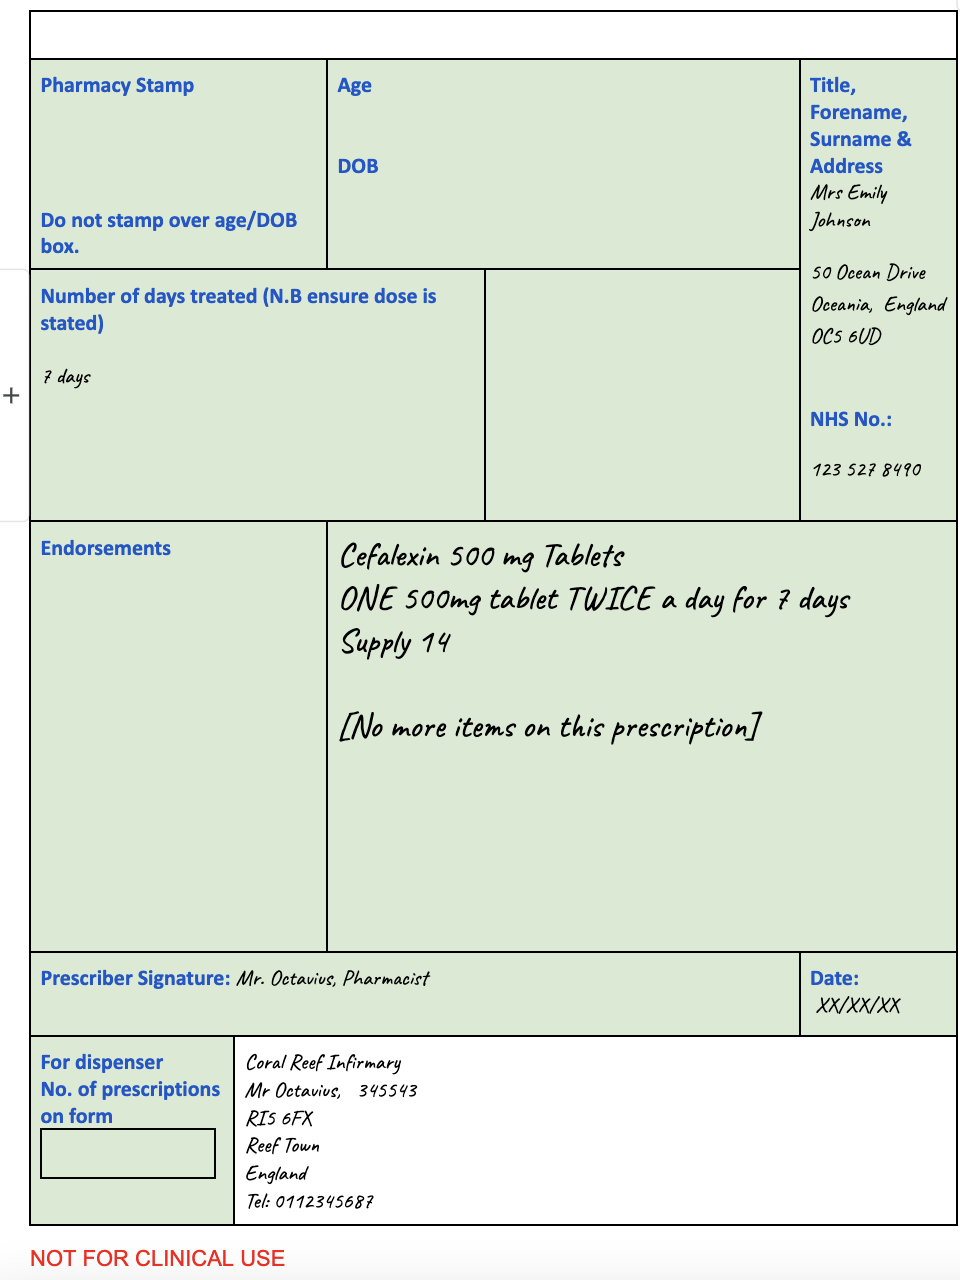 Pharmacy Stamp
Do not stamp over age/DOB
box.
Age
DOB
Title,
Forename,
Surname &
Address
Mrs Emily
Johnson
50 Ocean Drive
Oceania, England
OC5 6UD
NHS No.:
123 527 8490
Number of days treated (N.B ensure dose is
stated)
7 days
Endorsements
Cefalexin 500 mg Tablets
ONE 500mg tablet TWICE a day for 7 days
Supply 14
[No more items on this prescription]
Prescriber Signature: Mr. Octavius, Pharmacist
Date:
XX/XX/XX
For dispenser
No. of prescriptions
on form
Coral Reef Infirmary
Mr Octavius, 345543
RI5 6FX
Reef Town
England
Tel: 0112345687
NOT FOR CLINICAL USE